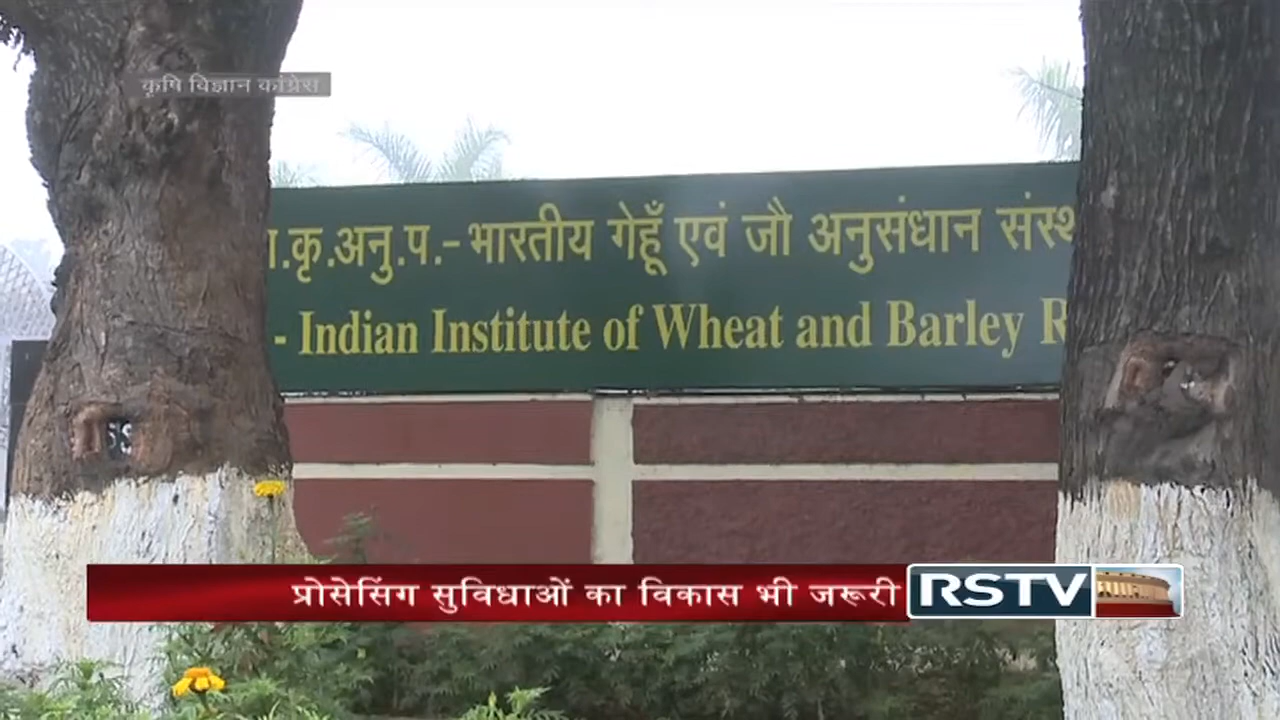 कृषि विज्ञान कांग्रेस
.कृ.अनु.प.-भारतीय गेहूँ एवं जौ अनुसंधान संस्थ
- Indian Institute of Wheat and Barley R
प्रोसेसिंग सुविधाओं का विकास भी जरूरी
RSTV